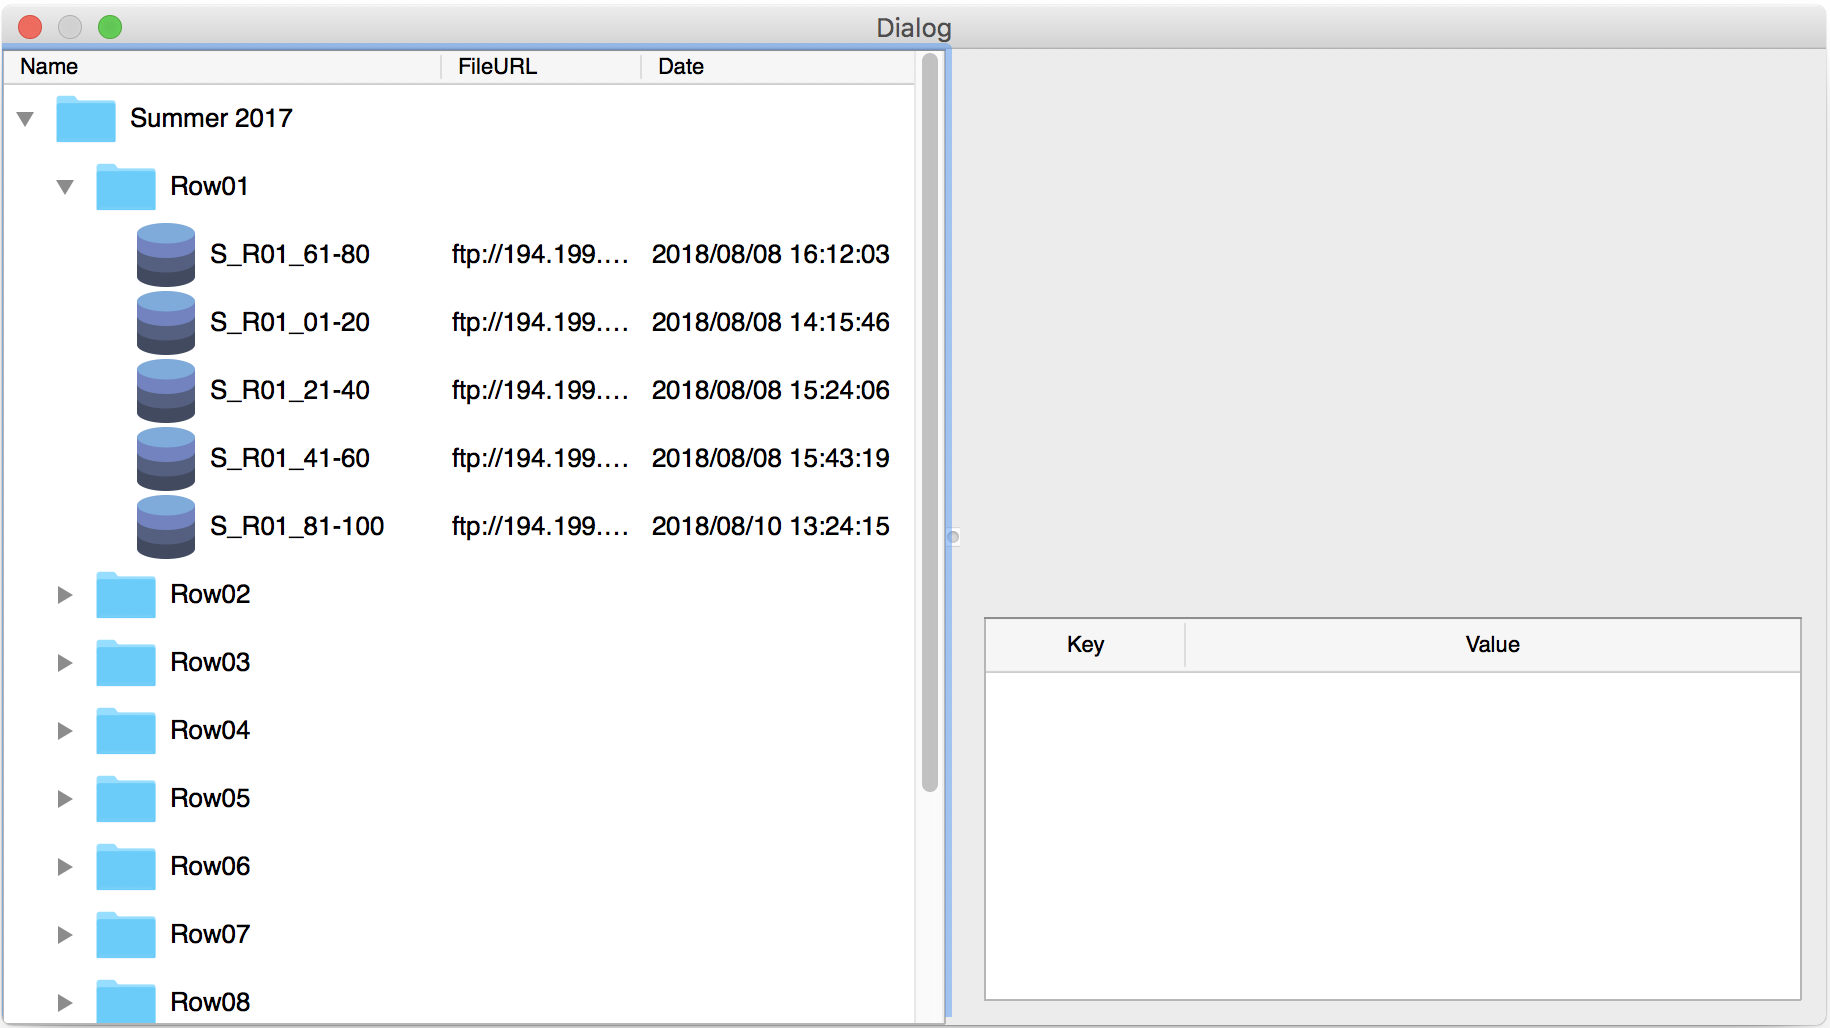 Dialog
Name FileURL Date
Summer 2017
Row01
S_R01_61-80 ftp://194.199.... 2018/08/08 16:12:03
S_R01_01-20 ftp://194.199.... 2018/08/08 14:15:46
S_R01_21-40 ftp://194.199.... 2018/08/08 15:24:06
S_R01_41-60 ftp://194.199.... 2018/08/08 15:43:19
S_R01_81-100 ftp://194.199.... 2018/08/10 13:24:15
Row02
Row03
Row04
Row05
Row06
Row07
Row08
Key Value